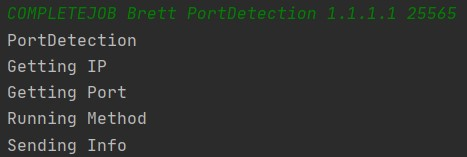 COMPLETEJOB Brett PortDetection 1.1.1.1 25565
PortDetection
Getting IP
Getting Port
Running Method
Sending Info